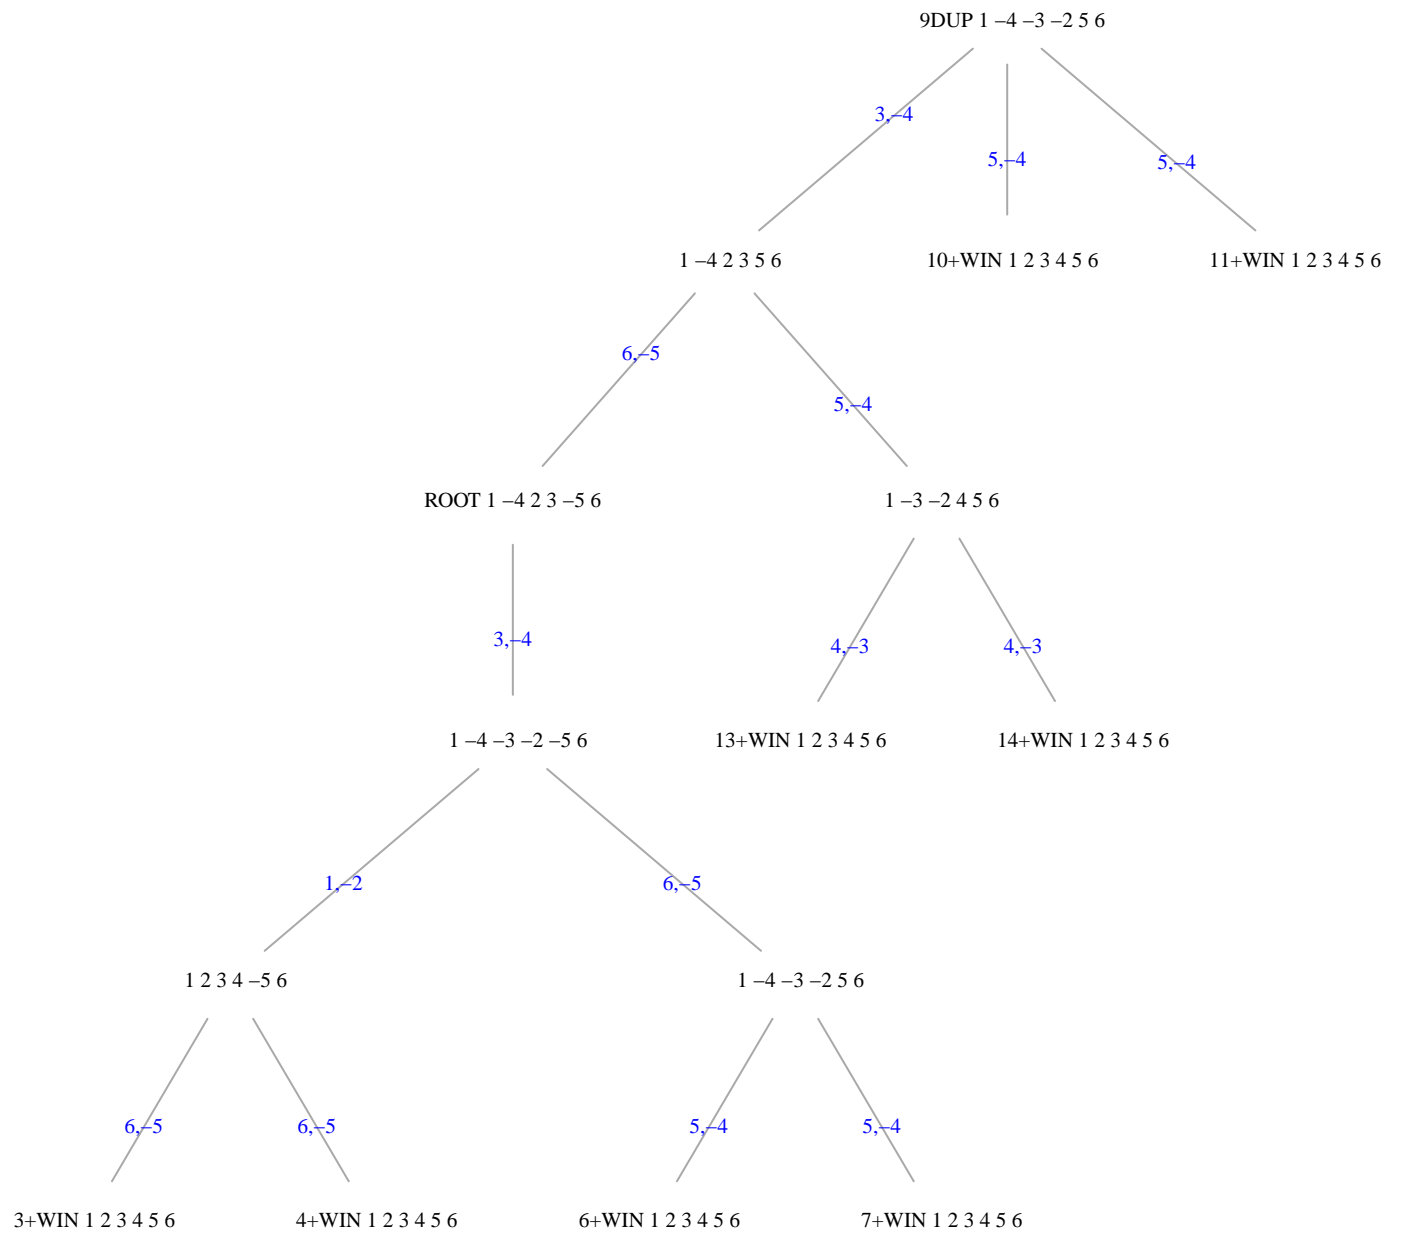 9DUP 1 –4 –3 –2 5 6
3,–4
5,–4
5,–4
1 –4 2 3 5 6
10+WIN 1 2 3 4 5 6
11+WIN 1 2 3 4 5 6
6,–5
5,–4
ROOT 1 –4 2 3 –5 6
1 –3 –2 4 5 6
3,–4
4,–3
4,–3
1 –4 –3 –2 –5 6
13+WIN 1 2 3 4 5 6
14+WIN 1 2 3 4 5 6
1,–2
6,–5
1 2 3 4 –5 6
1 –4 –3 –2 5 6
6,–5
6,–5
5,–4
5,–4
3+WIN 1 2 3 4 5 6
4+WIN 1 2 3 4 5 6
6+WIN 1 2 3 4 5 6
7+WIN 1 2 3 4 5 6